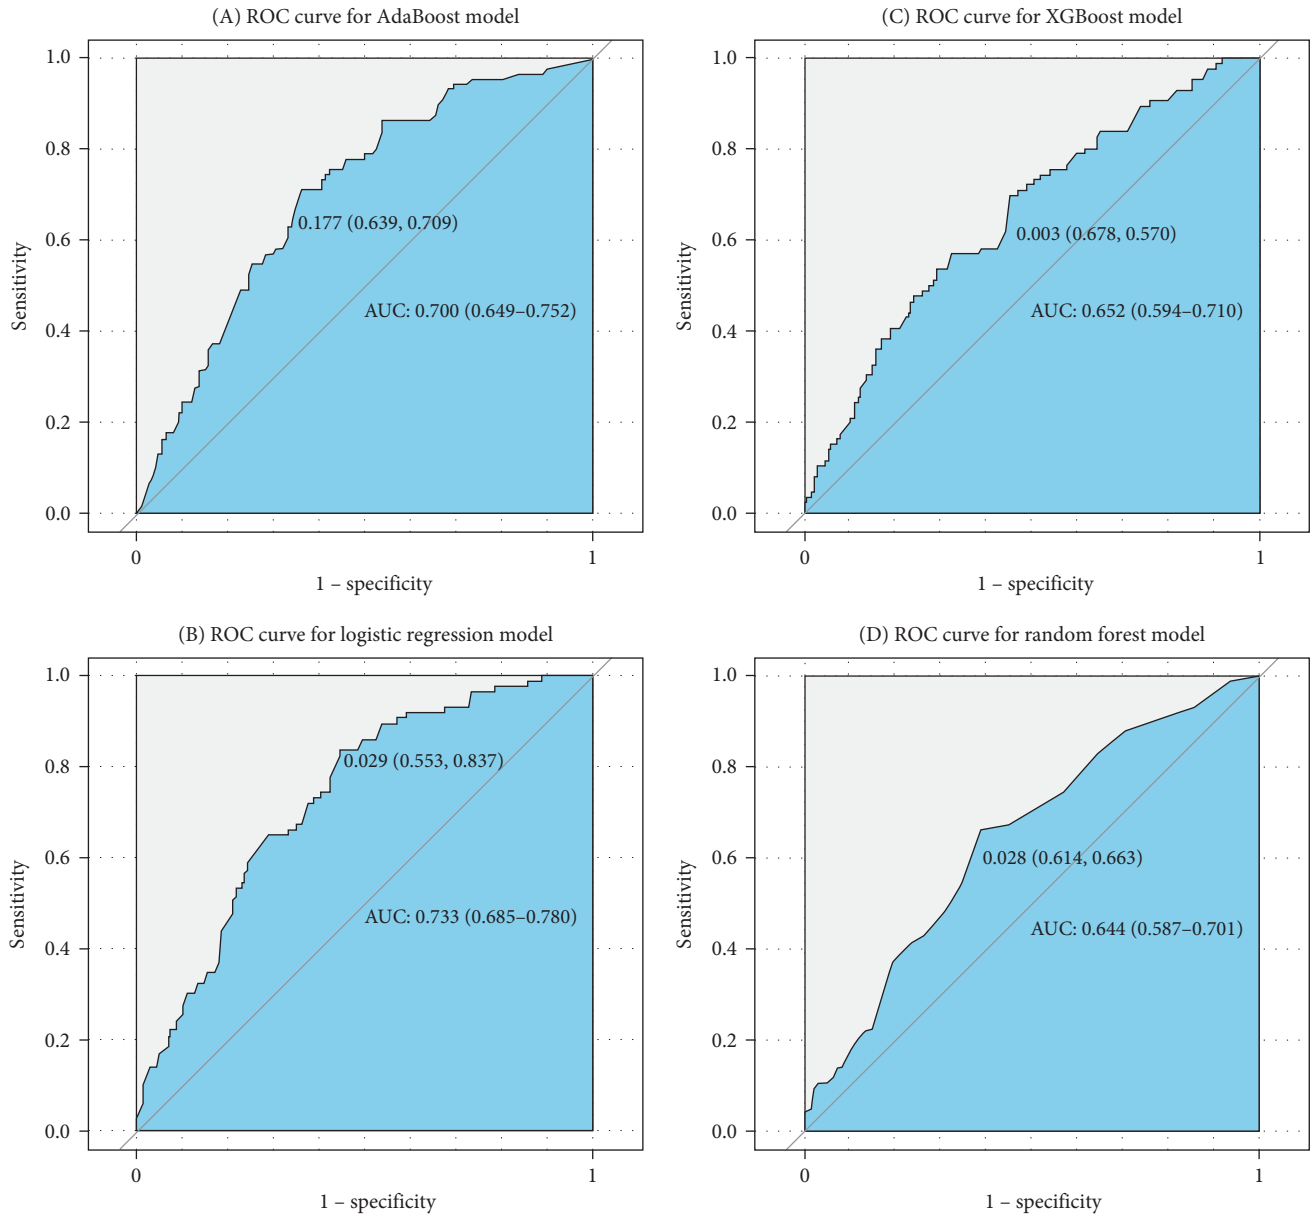 (A) ROC curve for AdaBoost model
1.0
0.8
0.6
0.4
0.2
0.0
Sensitivity
0.177 (0.639, 0.709)
AUC: 0.700 (0.649–0.752)
0
1
1 – specificity
(C) ROC curve for XGBoost model
1.0
0.8
0.6
0.4
0.2
0.0
Sensitivity
0.003 (0.678, 0.570)
AUC: 0.652 (0.594–0.710)
0
1
1 – specificity
(B) ROC curve for logistic regression model
1.0
0.8
0.6
0.4
0.2
0.0
Sensitivity
0.029 (0.553, 0.837)
AUC: 0.733 (0.685–0.780)
0
1
1 – specificity
(D) ROC curve for random forest model
1.0
0.8
0.6
0.4
0.2
0.0
Sensitivity
0.028 (0.614, 0.663)
AUC: 0.644 (0.587–0.701)
0
1
1 – specificity